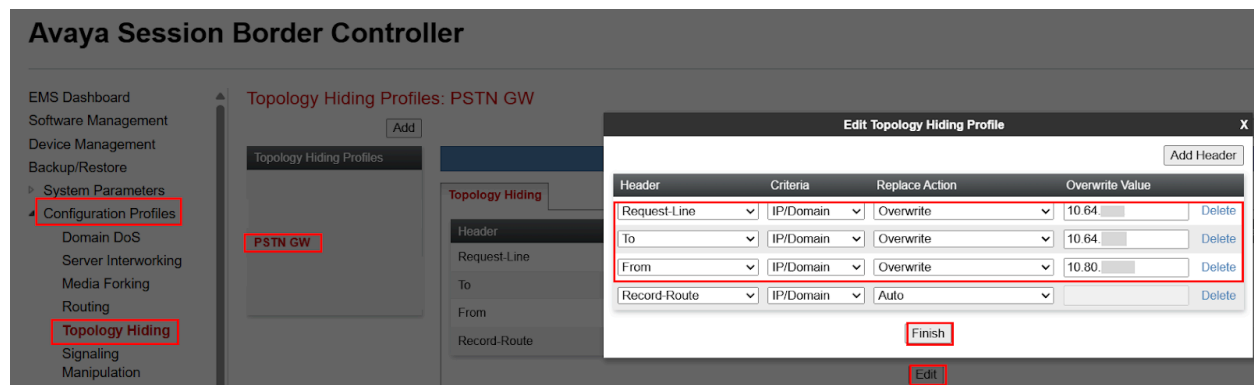 Avaya Session Border Controller
EMS Dashboard
Software Management
Device Management
Backup/Restore
System Parameters
Configuration Profiles
Domain DoS
Server Interworking
Media Forking
Routing
Topology Hiding
Signaling
Manipulation
Topology Hiding Profiles: PSTN GW
Add
Topology Hiding Profiles
PSTN GW
Topology Hiding
Header
Request-Line
To
From
Record-Route
Edit
Edit Topology Hiding Profile X
Add Header
Header Criteria Replace Action Overwrite Value
Request-Line IP/Domain Overwrite 10.64. Delete
To IP/Domain Overwrite 10.64. Delete
From IP/Domain Overwrite 10.80. Delete
Record-Route IP/Domain Auto Delete
Finish